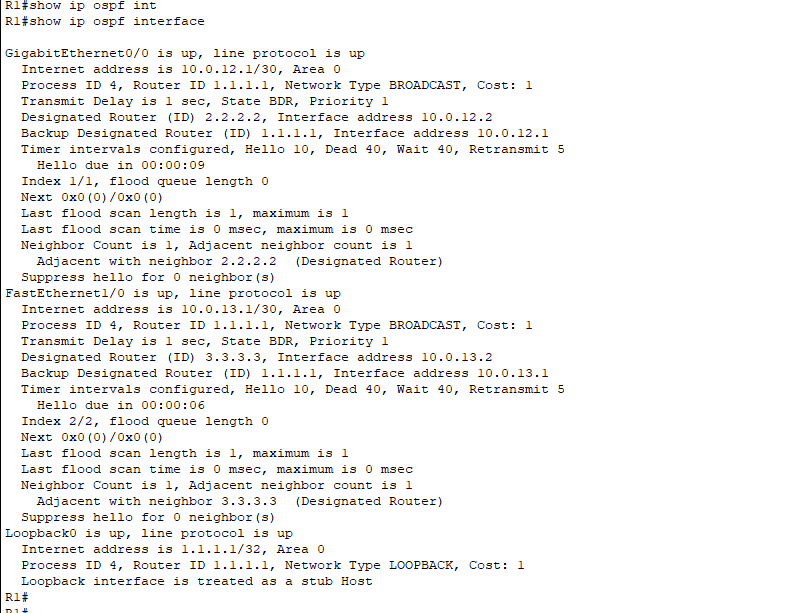 R1#show ip ospf int
R1#show ip ospf interface
GigabitEthernet0/0 is up, line protocol is up
Internet address is 10.0.12.1/30, Area 0
Process ID 4, Router ID 1.1.1.1, Network Type BROADCAST, Cost: 1
Transmit Delay is 1 sec, State BDR, Priority 1
Designated Router (ID) 2.2.2.2, Interface address 10.0.12.2
Backup Designated Router (ID) 1.1.1.1, Interface address 10.0.12.1
Timer intervals configured, Hello 10, Dead 40, Wait 40, Retransmit 5
Hello due in 00:00:09
Index 1/1, flood queue length 0
Next 0x0(0)/0x0(0)
Last flood scan length is 1, maximum is 1
Last flood scan time is 0 msec, maximum is 0 msec
Neighbor Count is 1, Adjacent neighbor count is 1
Adjacent with neighbor 2.2.2.2  (Designated Router)
Suppress hello for 0 neighbor(s)
FastEthernet1/0 is up, line protocol is up
Internet address is 10.0.13.1/30, Area 0
Process ID 4, Router ID 1.1.1.1, Network Type BROADCAST, Cost: 1
Transmit Delay is 1 sec, State BDR, Priority 1
Designated Router (ID) 3.3.3.3, Interface address 10.0.13.2
Backup Designated Router (ID) 1.1.1.1, Interface address 10.0.13.1
Timer intervals configured, Hello 10, Dead 40, Wait 40, Retransmit 5
Hello due in 00:00:06
Index 2/2, flood queue length 0
Next 0x0(0)/0x0(0)
Last flood scan length is 1, maximum is 1
Last flood scan time is 0 msec, maximum is 0 msec
Neighbor Count is 1, Adjacent neighbor count is 1
Adjacent with neighbor 3.3.3.3  (Designated Router)
Suppress hello for 0 neighbor(s)
Loopback0 is up, line protocol is up
Internet address is 1.1.1.1/32, Area 0
Process ID 4, Router ID 1.1.1.1, Network Type LOOPBACK, Cost: 1
Loopback interface is treated as a stub Host
R1#
R1#